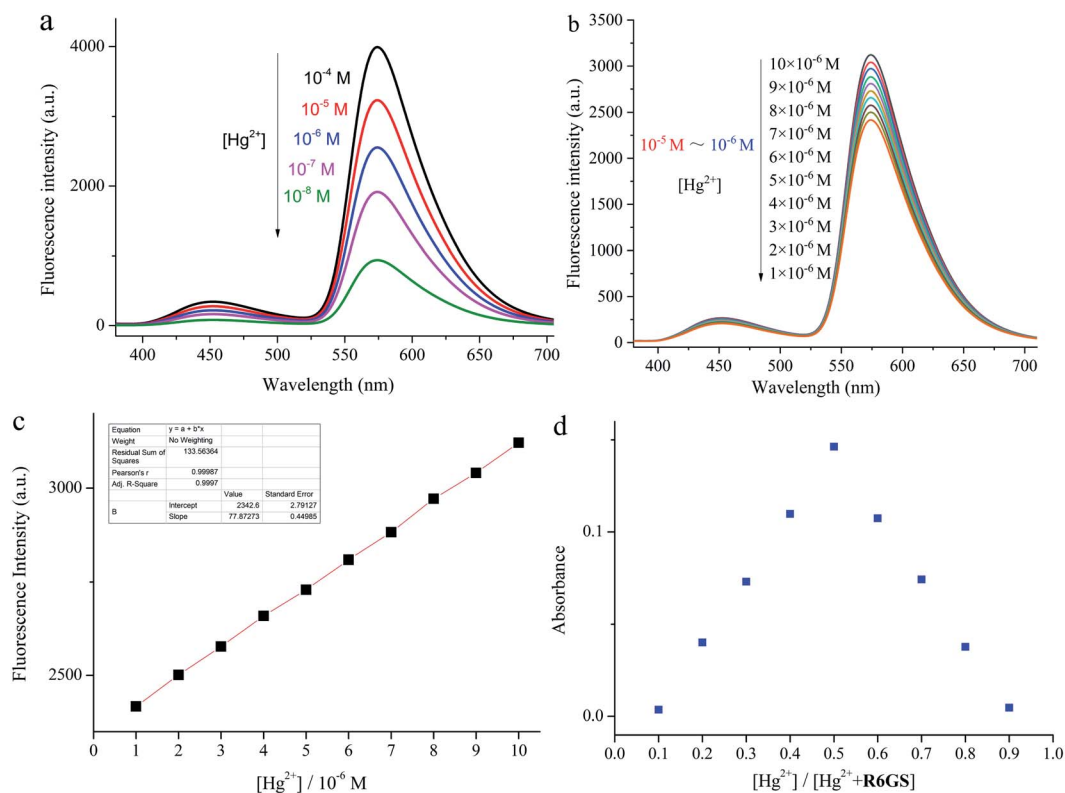 a
Fluorescence intensity (a.u.)
4000
2000
0
[Hg²⁺]
10⁻⁴ M
10⁻⁵ M
10⁻⁶ M
10⁻⁷ M
10⁻⁸ M
400 450 500 550 600 650 700
Wavelength (nm)
b
Fluorescence intensity (a.u.)
3500
3000
2500
2000
1500
1000
500
0
10⁻⁵ M ~ 10⁻⁶ M
[Hg²⁺]
10×10⁻⁶ M
9×10⁻⁶ M
8×10⁻⁶ M
7×10⁻⁶ M
6×10⁻⁶ M
5×10⁻⁶ M
4×10⁻⁶ M
3×10⁻⁶ M
2×10⁻⁶ M
1×10⁻⁶ M
400 450 500 550 600 650 700
Wavelength (nm)
c
Fluorescence Intensity (a.u.)
3000
2500
Equation y = a + b*x
Weight No Weighting
Residual Sum of Squares 133.56364
Pearson's r 0.99987
Adj. R-Square 0.9997
Value Standard Error
B Intercept 2342.6 2.79127
Slope 77.87273 0.44985
0 1 2 3 4 5 6 7 8 9 10
[Hg²⁺] / 10⁻⁶ M
d
Absorbance
0.1
0.0
0.0 0.1 0.2 0.3 0.4 0.5 0.6 0.7 0.8 0.9 1.0
[Hg²⁺] / [Hg²⁺+R6GS]